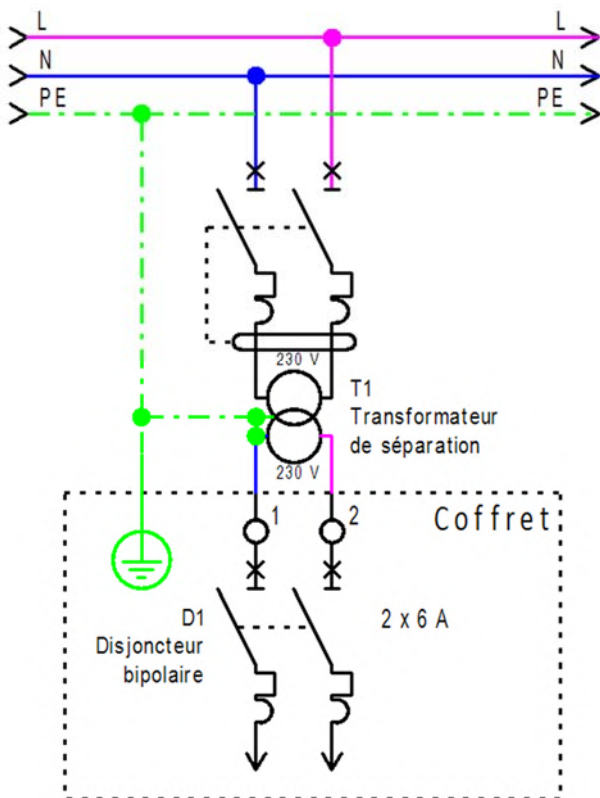 L L
N N
PE PE
230 V
T1
Transformateur
de séparation
230 V
1 2
Coffret
D1
Disjoncteur
bipolaire
2 x 6 A